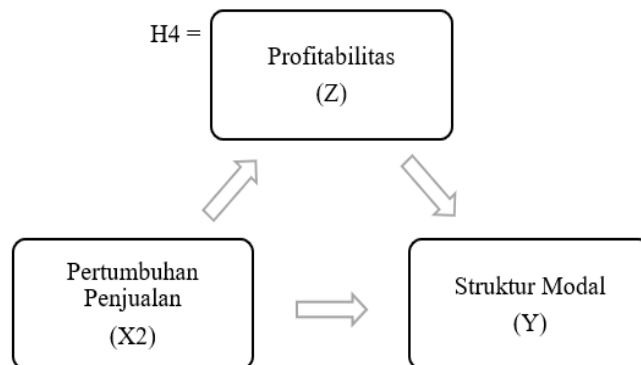 H4 =
Profitabilitas
(Z)
Pertumbuhan
Penjualan
(X2)
Struktur Modal
(Y)